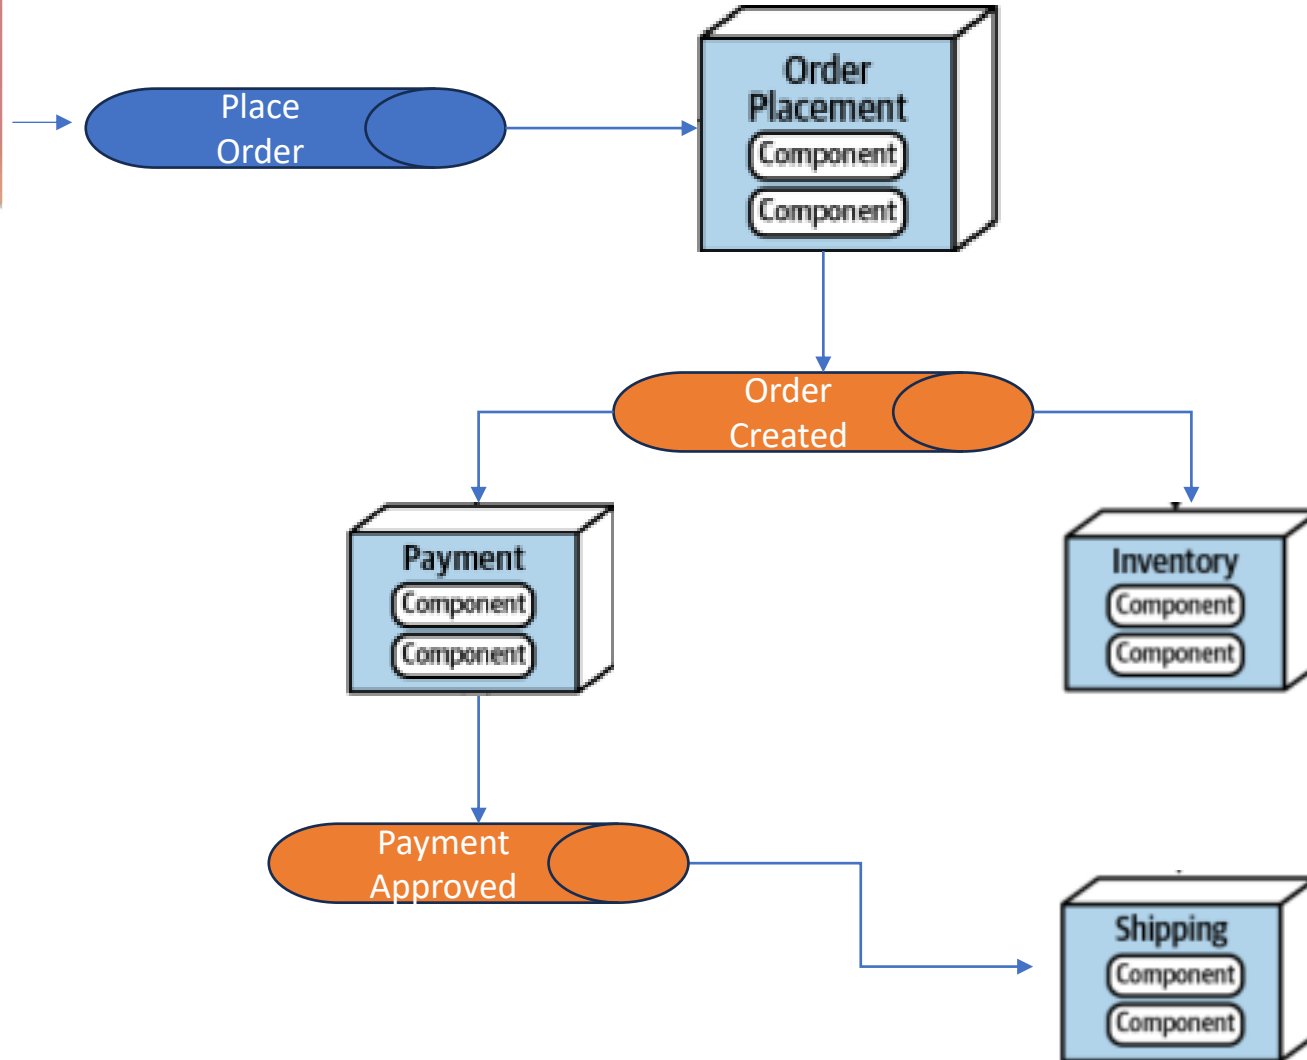 Place
Order
Order
Placement
Component
Component
Order
Created
Payment
Component
Component
Inventory
Component
Component
Payment
Approved
Shipping
Component
Component